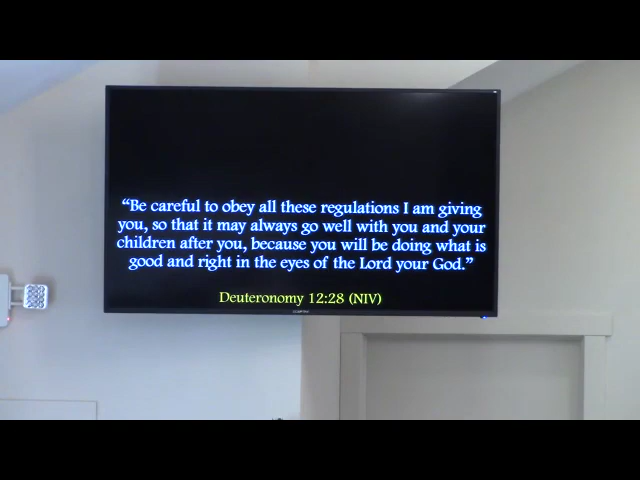 “Be careful to obey all these regulations I am giving
you, so that it may always go well with you and your
children after you, because you will be doing what is
good and right in the eyes of the Lord your God.”
Deuteronomy 12:28 (NIV)